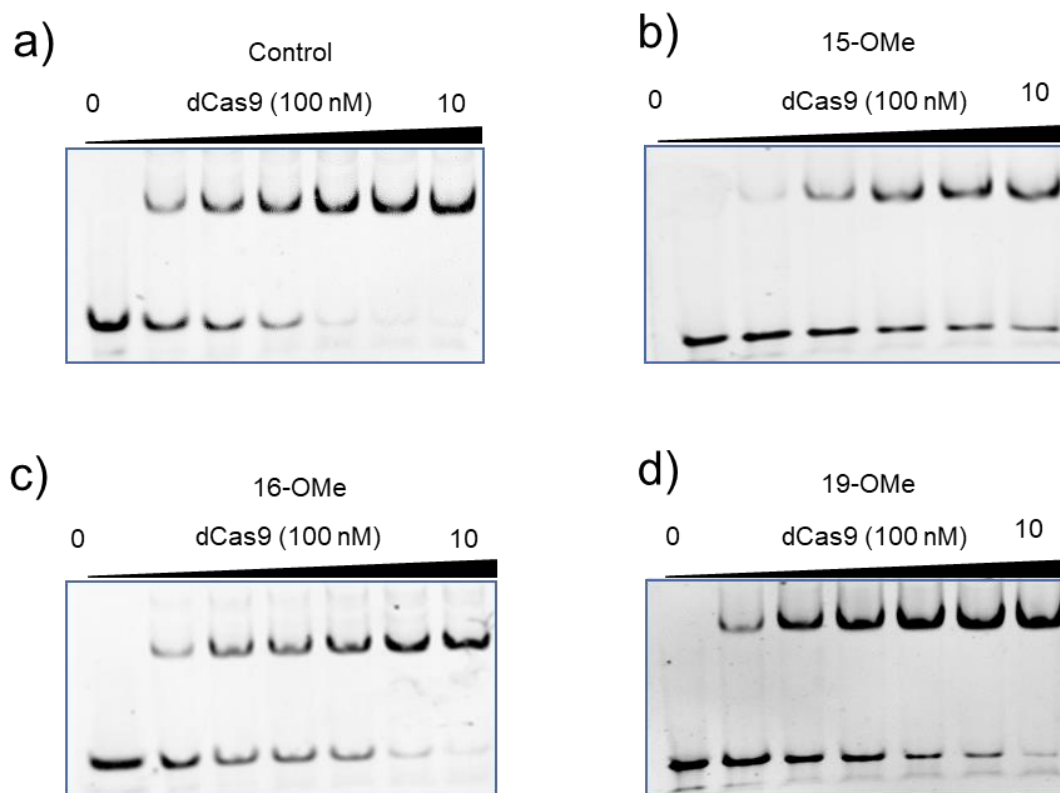 a)
Control
0 dCas9 (100 nM) 10
b)
15-OMe
0 dCas9 (100 nM) 10
c)
16-OMe
0 dCas9 (100 nM) 10
d)
19-OMe
0 dCas9 (100 nM) 10